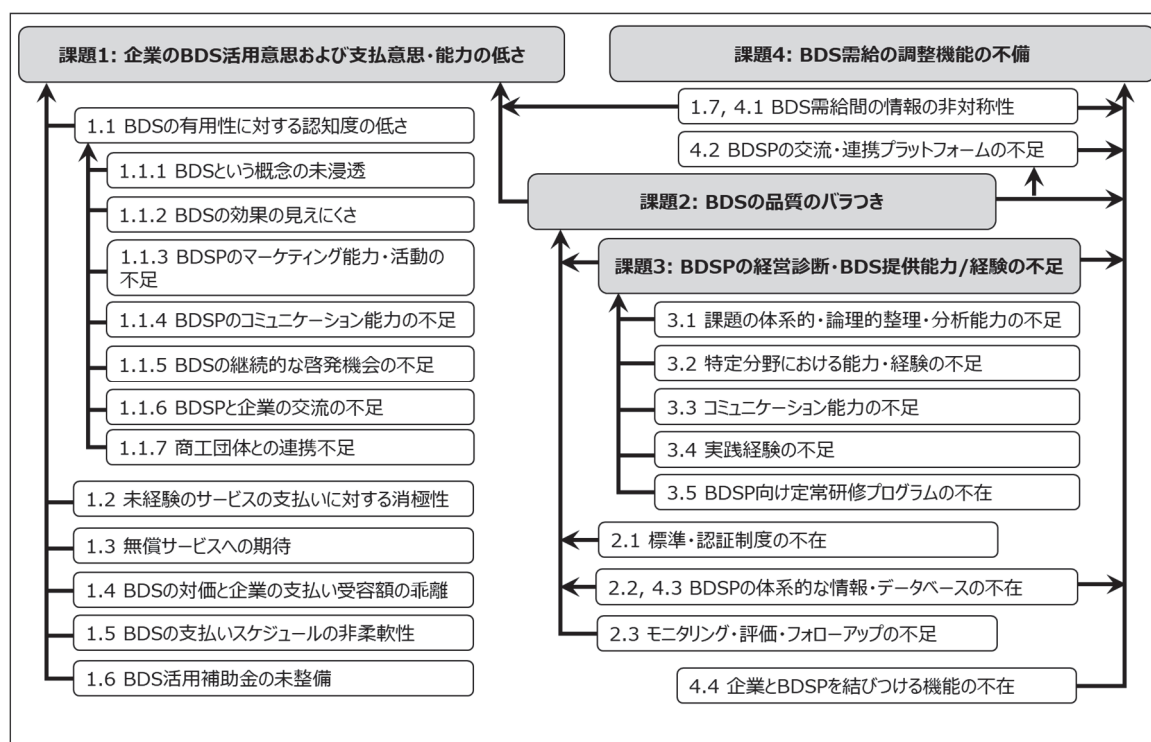 課題1: 企業のBDS活用意思および支払意思・能力の低さ
1.1 BDSの有用性に対する認知度の低さ
1.1.1 BDSという概念の未浸透
1.1.2 BDSの効果の見えにくさ
1.1.3 BDSPのマーケティング能力・活動の
不足
1.1.4 BDSPのコミュニケーション能力の不足
1.1.5 BDSの継続的な啓発機会の不足
1.1.6 BDSPと企業の交流の不足
1.1.7 商工団体との連携不足
1.2 未経験のサービスの支払いに対する消極性
1.3 無償サービスへの期待
1.4 BDSの対価と企業の支払い受容額の乖離
1.5 BDSの支払いスケジュールの非柔軟性
1.6 BDS活用補助金の未整備
課題4: BDS需給の調整機能の不備
1.7, 4.1 BDS需給間の情報の非対称性
4.2 BDSPの交流・連携プラットフォームの不足
課題2: BDSの品質のバラつき
課題3: BDSPの経営診断・BDS提供能力/経験の不足
3.1 課題の体系的・論理的整理・分析能力の不足
3.2 特定分野における能力・経験の不足
3.3 コミュニケーション能力の不足
3.4 実践経験の不足
3.5 BDSP向け定常研修プログラムの不在
2.1 標準・認証制度の不在
2.2, 4.3 BDSPの体系的な情報・データベースの不在
2.3 モニタリング・評価・フォローアップの不足
4.4 企業とBDSPを結びつける機能の不在